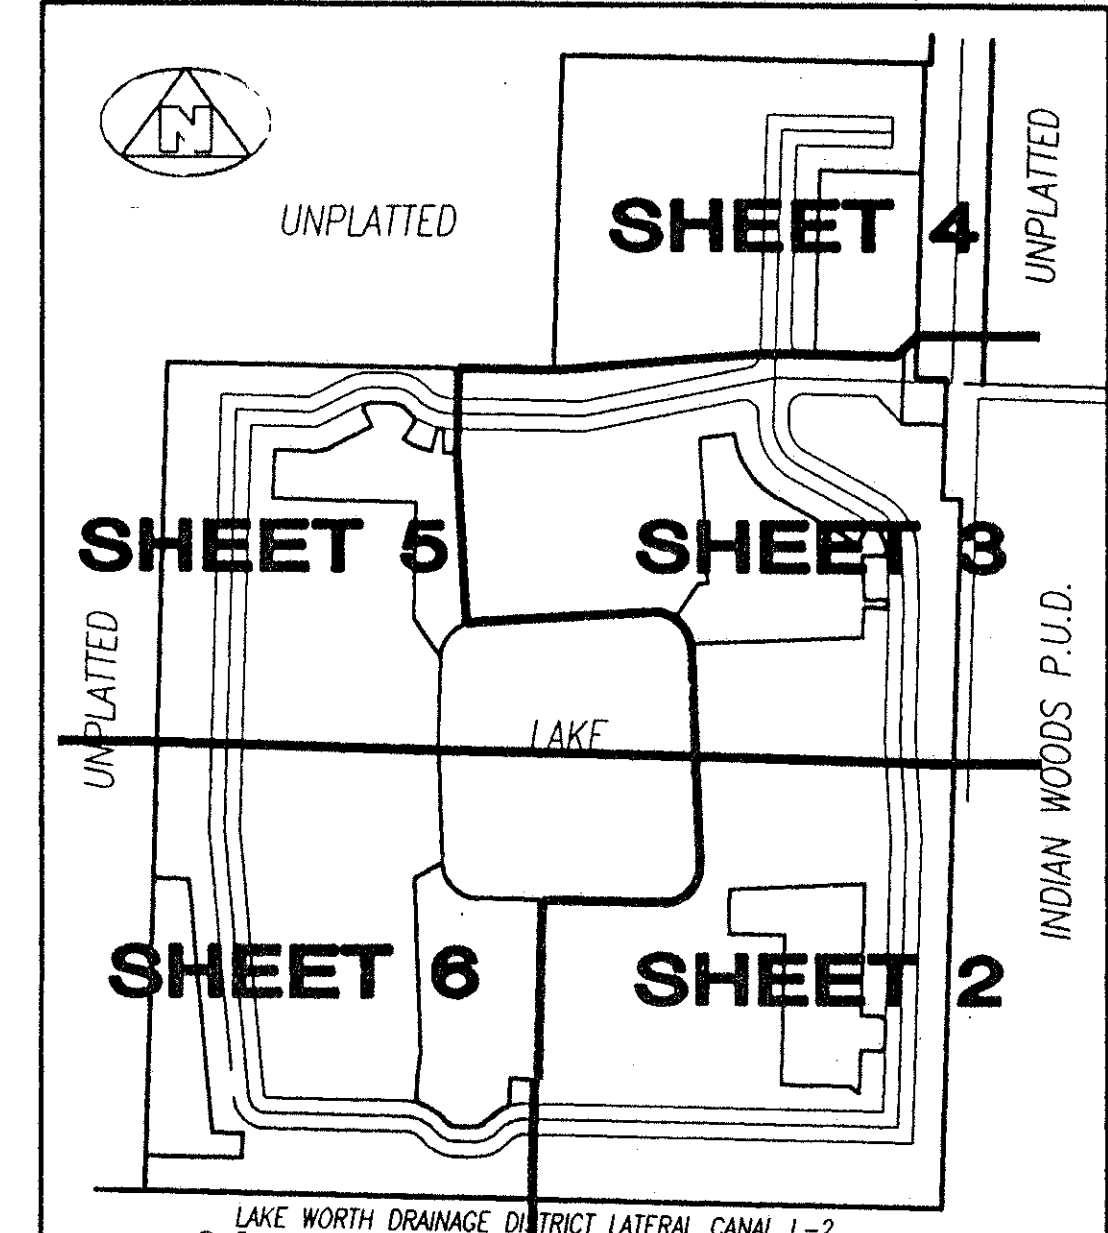 N
UNPLATTED
SHEET 4
UNPLATTED
SHEET 5
SHEET 3
UNPLATTED
LAKE
INDIAN WOODS P.U.D.
SHEET 6
SHEET 2
LAKE WORTH DRAINAGE DISTRICT LATERAL CANAL L-2